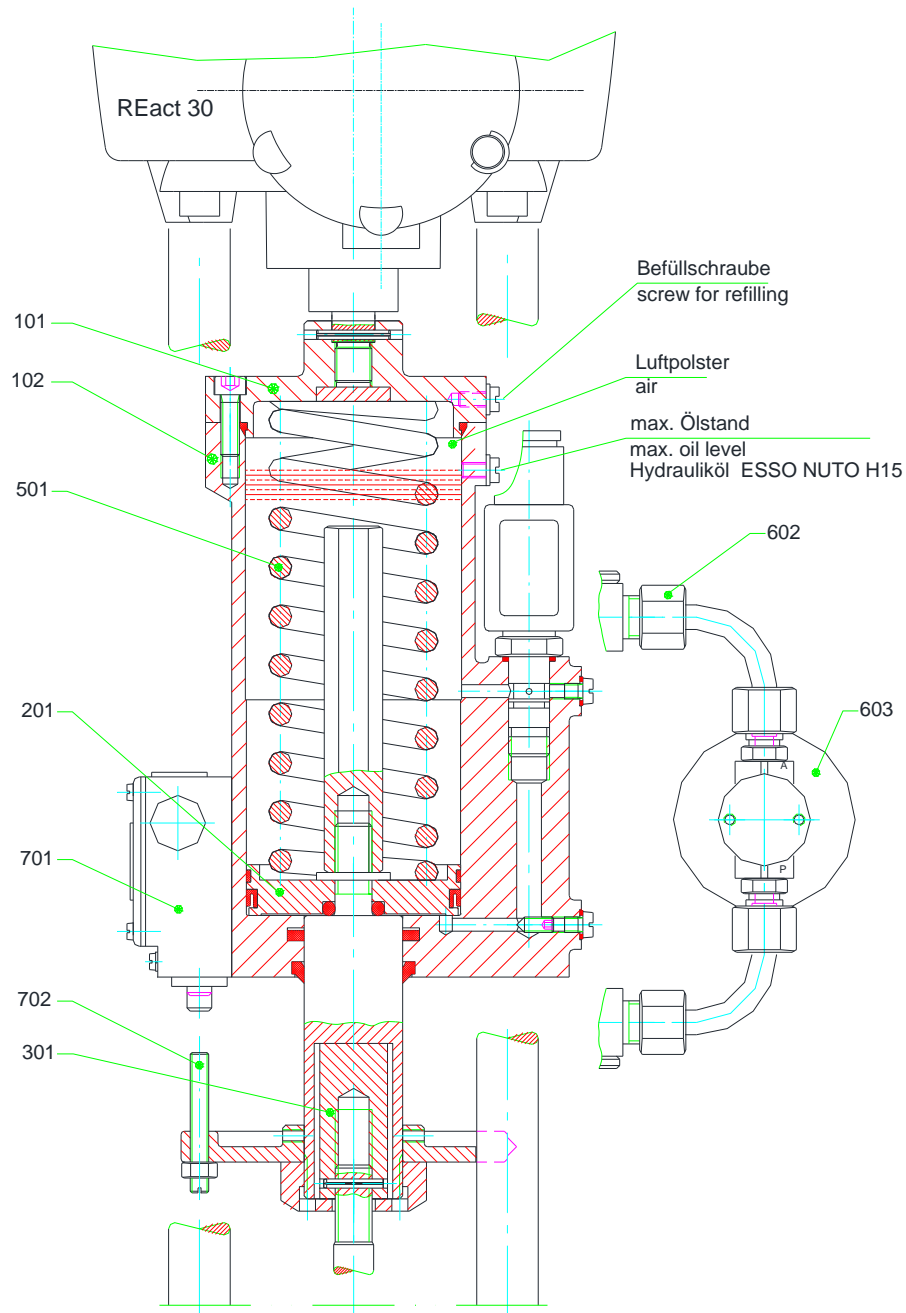 REact 30
Befüllschraube
screw for refilling
101
Luftpolster
air
102
max. Ölstand
max. oil level
Hydrauliköl ESSO NUTO H15
501
602
201
603
A
701
P
702
301